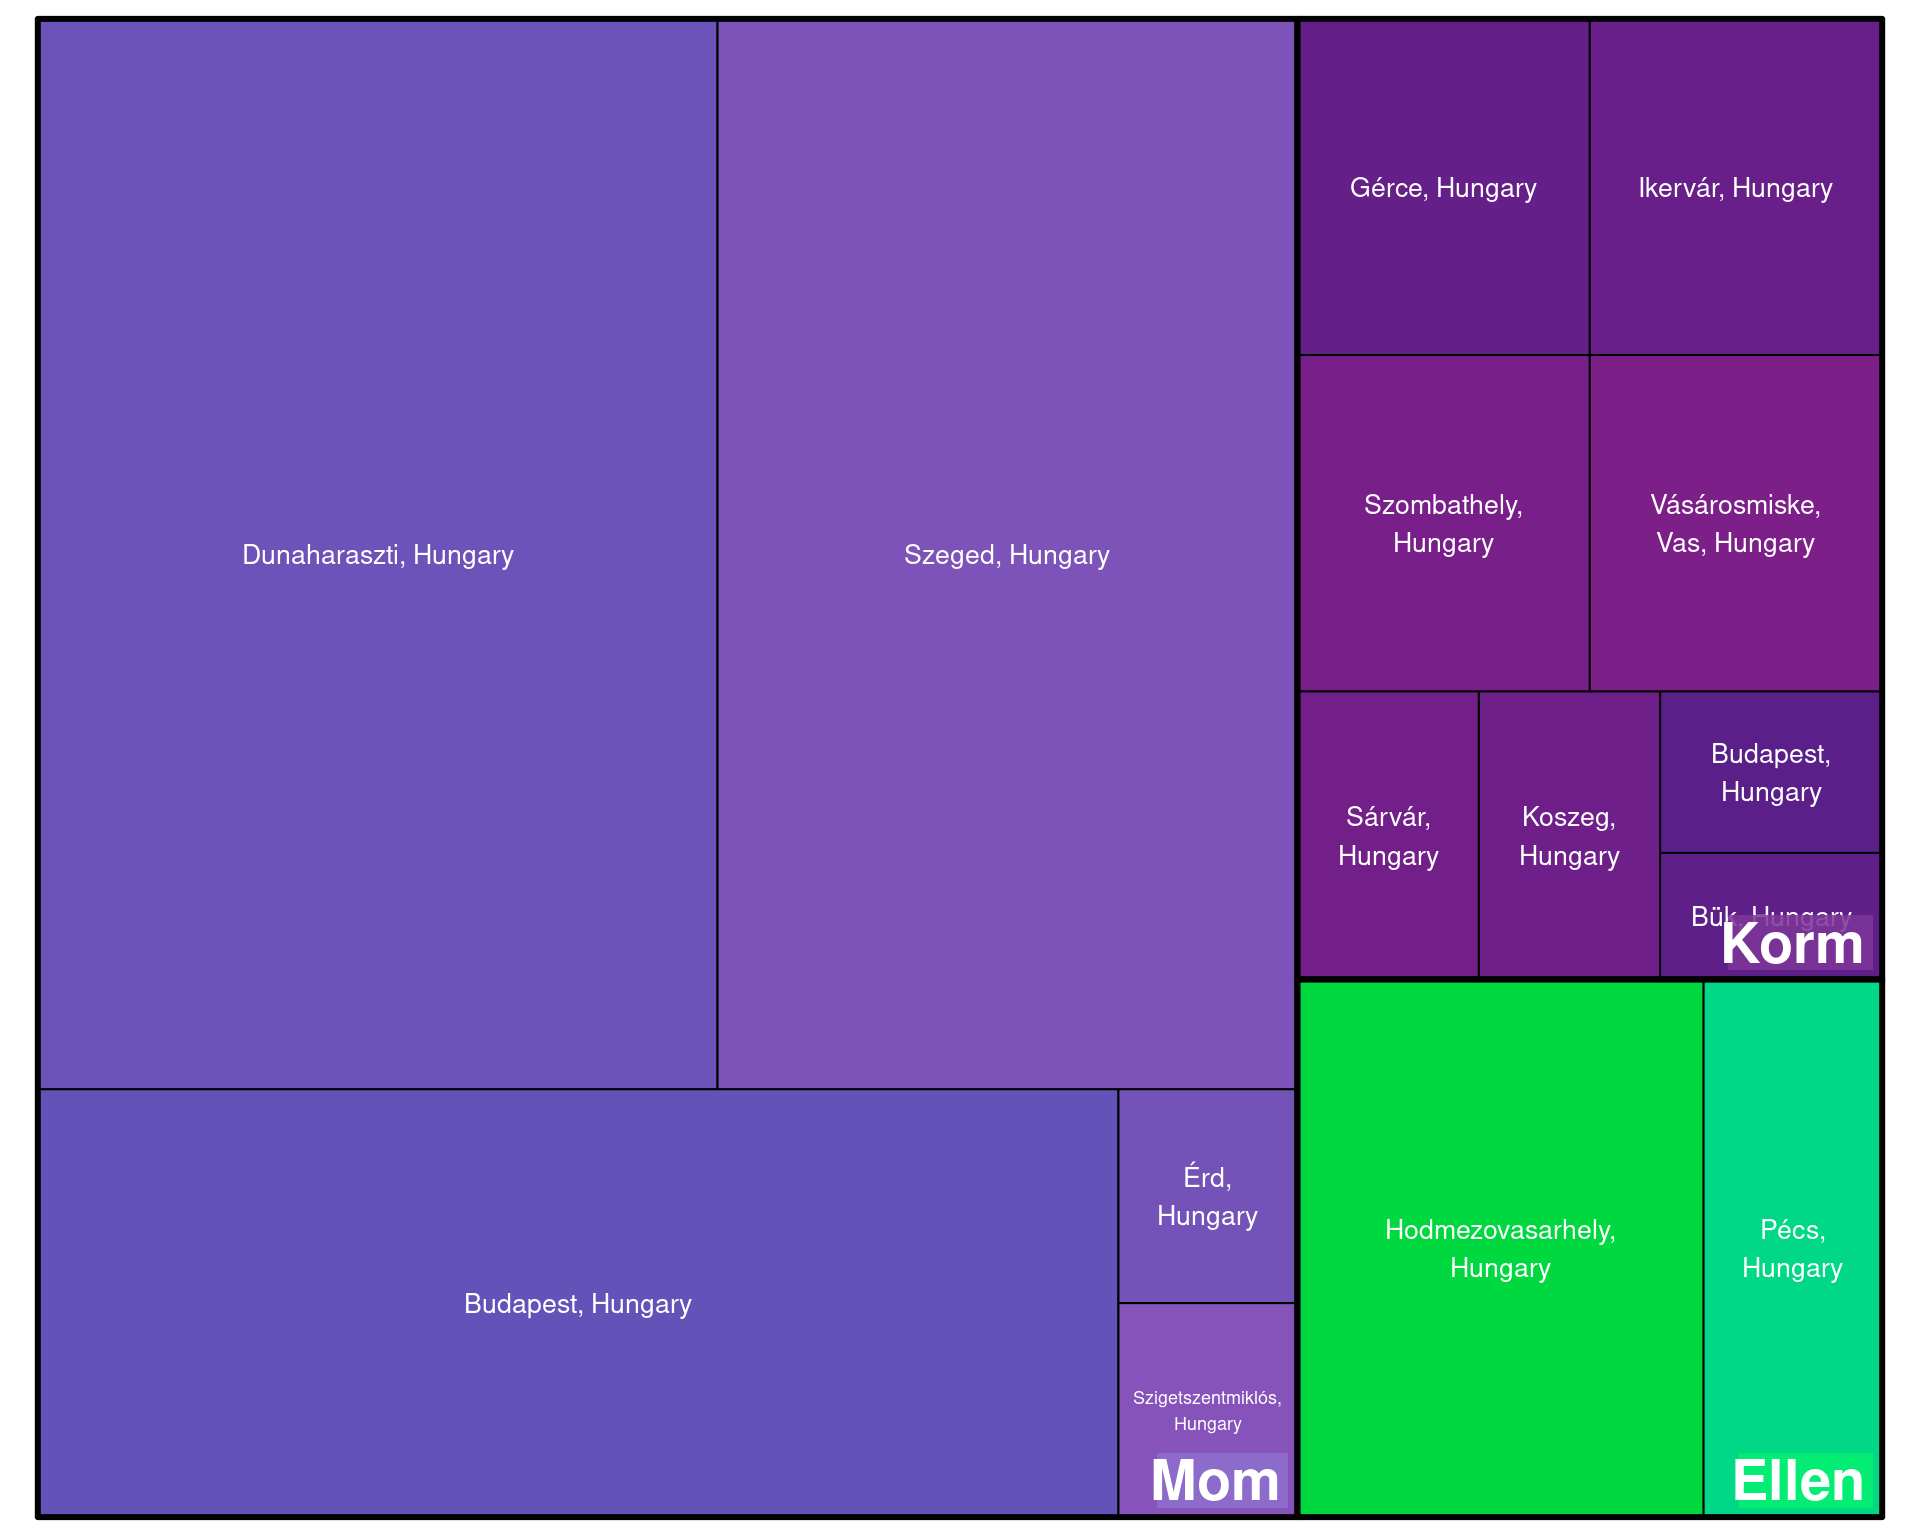 Dunaharaszti, Hungary
Szeged, Hungary
Budapest, Hungary
Érd,
Hungary
Szigetszentmiklós,
Hungary
Mom
Gérce, Hungary
Ikervár, Hungary
Szombathely,
Hungary
Vásárosmiske,
Vas, Hungary
Sárvár,
Hungary
Koszeg,
Hungary
Budapest,
Hungary
Bük, Hungary
Korm
Hodmezovasarhely,
Hungary
Pécs,
Hungary
Ellen